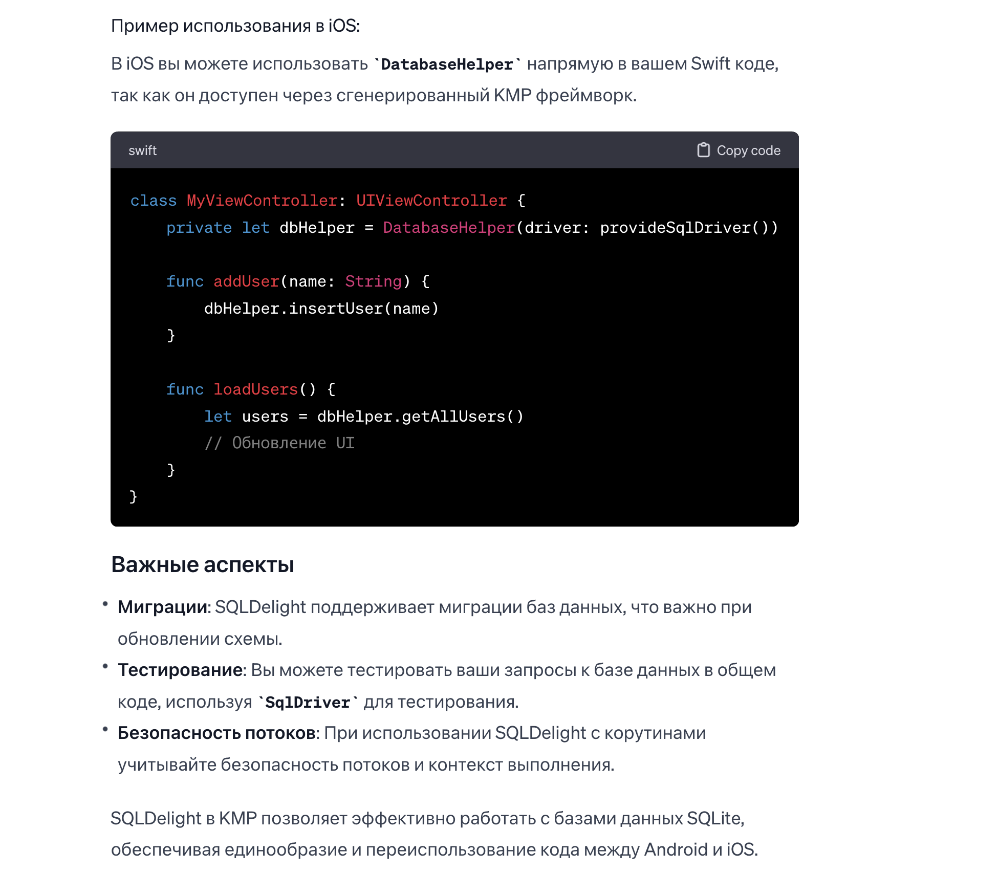 Пример использования в iOS:
В iOS вы можете использовать `DatabaseHelper` напрямую в вашем Swift коде,
так как он доступен через сгенерированный KMP фреймворк.
swift
Copy code
class MyViewController: UIViewController {
    private let dbHelper = DatabaseHelper(driver: provideSqlDriver())
    func addUser(name: String) {
        dbHelper.insertUser(name)
    }
    func loadUsers() {
        let users = dbHelper.getAllUsers()
        // Обновление UI
    }
}
Важные аспекты
• Миграции: SQLDelight поддерживает миграции баз данных, что важно при
обновлении схемы.
• Тестирование: Вы можете тестировать ваши запросы к базе данных в общем
коде, используя `SqlDriver` для тестирования.
• Безопасность потоков: При использовании SQLDelight с корутинами
учитывайте безопасность потоков и контекст выполнения.
SQLDelight в KMP позволяет эффективно работать с базами данных SQLite,
обеспечивая единообразие и переиспользование кода между Android и iOS.